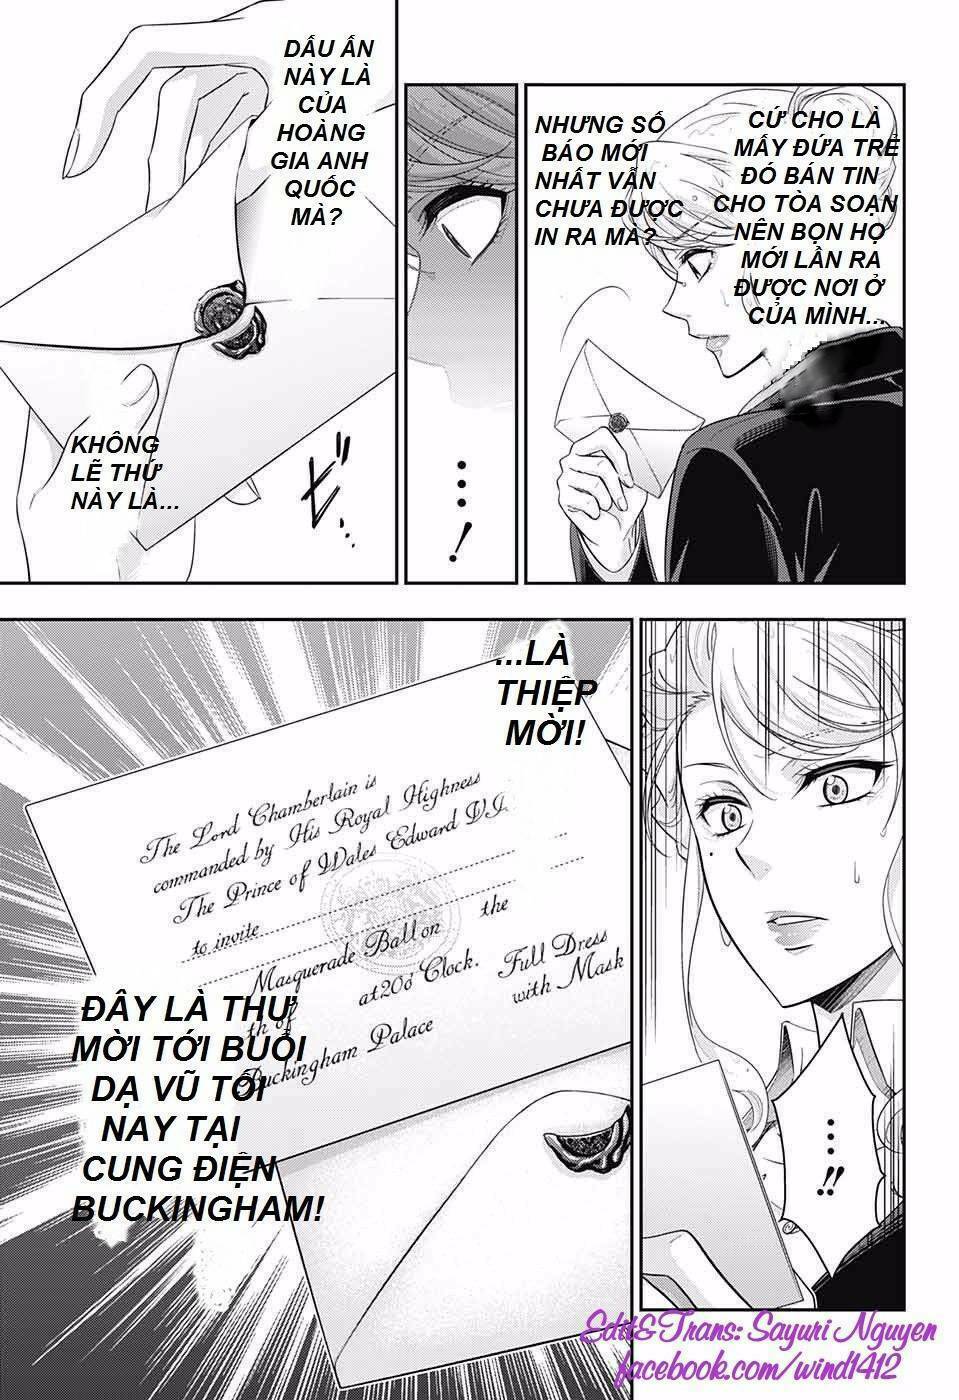 CỨ CHO LÀ
MẤY ĐỨA TRẺ
ĐÓ BÁN TIN
CHO TÒA SOẠN
NÊN BỌN HỌ
MỚI LẦN RA
ĐƯỢC NƠI Ở
CỦA MÌNH...
NHƯNG SỐ
BÁO MỚI
NHẤT VẪN
CHƯA ĐƯỢC
IN RA MÀ?
...!
DẤU ẤN
NÀY LÀ
CỦA
HOÀNG
GIA ANH
QUỐC
MÀ?
KHÔNG
LẼ THỨ
NÀY LÀ...
...!!
...LÀ
THIỆP
MỜI!
The Lord Chamberlain is
commanded by His Royal Highness
The Prince of Wales Edward VII
to invite
Masquerade Ball on the
th of at 20 o' Clock.
Buckingham Palace
Full Dress
with Mask
ĐÂY LÀ THƯ
MỜI TỚI BUỔI
DẠ VŨ TỐI
NAY TẠI
CUNG ĐIỆN
BUCKINGHAM!
Edit&Trans: Sayuri Nguyen
facebook.com/wind1412